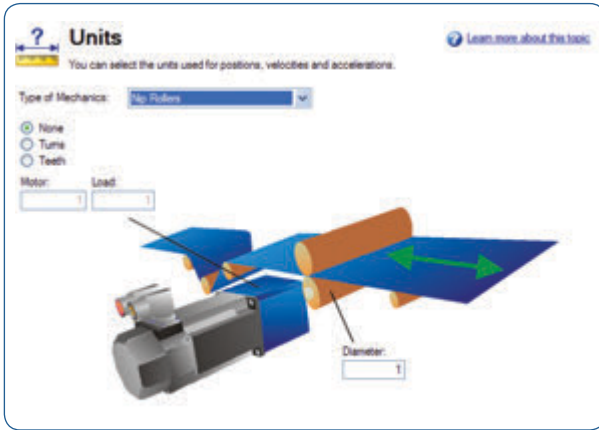 ?
Units
Learn more about this topic
You can select the units used for positions, velocities and accelerations.
Type of Mechanics: Nip Rollers
None
Turns
Teeth
Motor: Load:
1 1
Diameter:
1